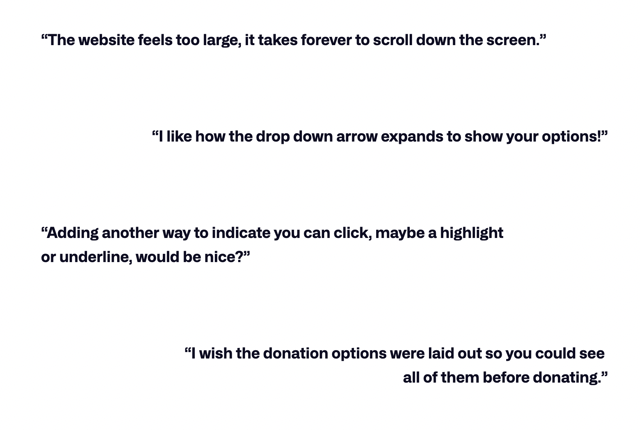 “The website feels too large, it takes forever to scroll down the screen.”
“I like how the drop down arrow expands to show your options!”
“Adding another way to indicate you can click, maybe a highlight
or underline, would be nice?”
“I wish the donation options were laid out so you could see
all of them before donating.”